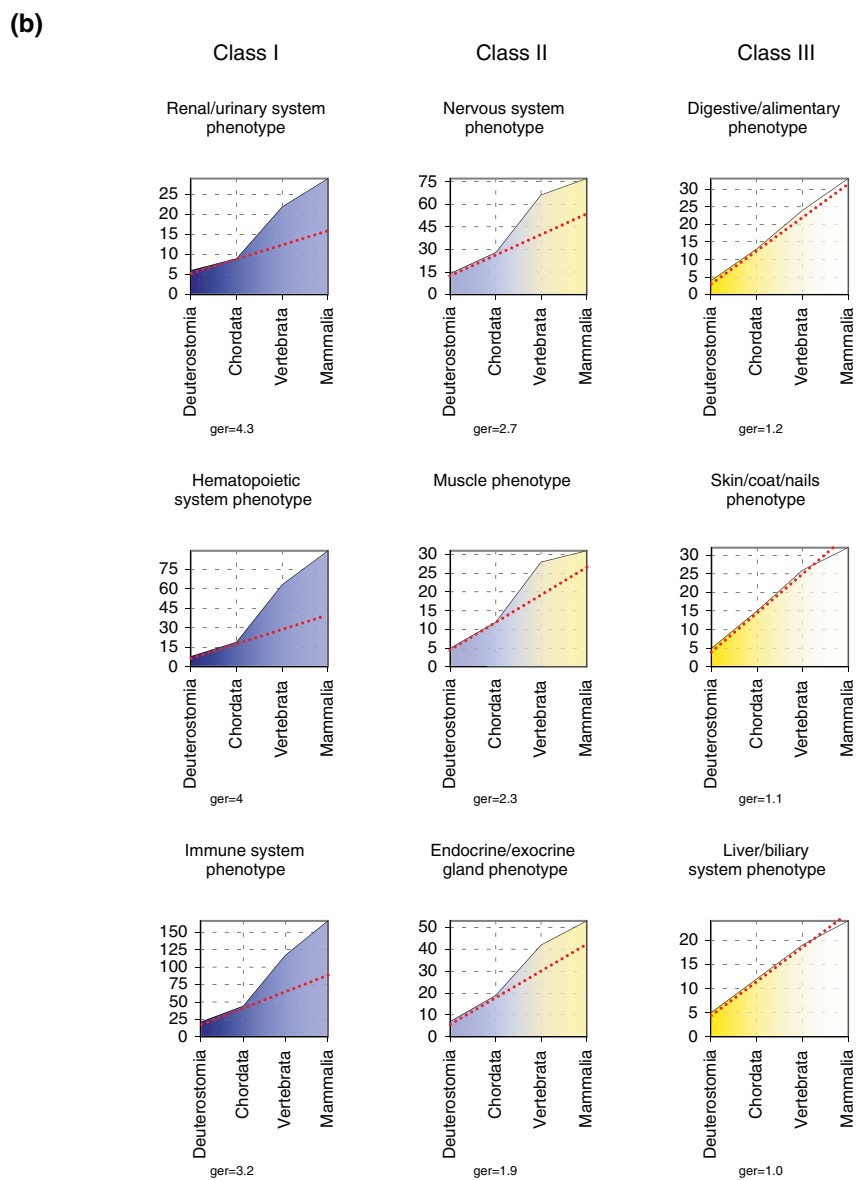 (b)
Class I
Class II
Class III
Renal/urinary system
phenotype
25
20
15
10
5
0
Deuterostomia
Chordata
Vertebrata
Mammalia
ger=4.3
Nervous system
phenotype
75
60
45
30
15
0
Deuterostomia
Chordata
Vertebrata
Mammalia
ger=2.7
Digestive/alimentary
phenotype
30
25
20
15
10
5
0
Deuterostomia
Chordata
Vertebrata
Mammalia
ger=1.2
Hematopoietic
system phenotype
75
60
45
30
15
0
Deuterostomia
Chordata
Vertebrata
Mammalia
ger=4
Muscle phenotype
30
25
20
15
10
5
0
Deuterostomia
Chordata
Vertebrata
Mammalia
ger=2.3
Skin/coat/nails
phenotype
30
25
20
15
10
5
0
Deuterostomia
Chordata
Vertebrata
Mammalia
ger=1.1
Immune system
phenotype
150
125
100
75
50
25
0
Deuterostomia
Chordata
Vertebrata
Mammalia
ger=3.2
Endocrine/exocrine
gland phenotype
50
40
30
20
10
0
Deuterostomia
Chordata
Vertebrata
Mammalia
ger=1.9
Liver/biliary
system phenotype
20
15
10
5
0
Deuterostomia
Chordata
Vertebrata
Mammalia
ger=1.0